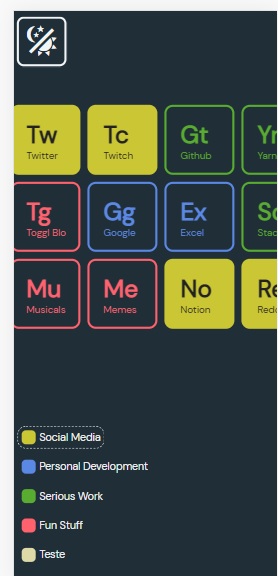 Tw Tc Gt Yr
Twitter Twitch Github Yarn
Tg Gg Ex
Toggl Blo Google Excel Stac
Mu Me No Re
Musicals Memes Notion Redd
Social Media
Personal Development
Serious Work
Fun Stuff
Teste